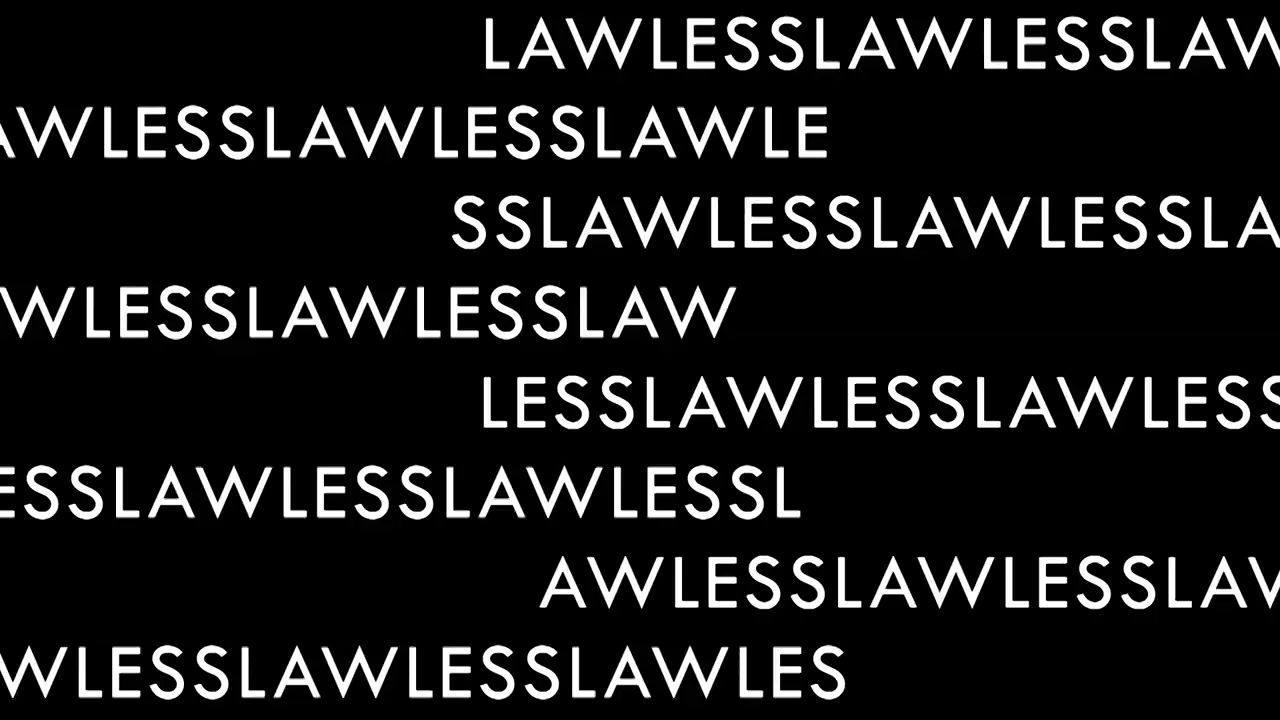 LAWLESSLAWLESSLAW
AWLESSLAWLESSLAWLE
SSLAWLESSLAWLESSLA
WLESSLAWLESSLAW
LESSLAWLESSLAWLESS
ESSLAWLESSLAWLESSL
AWLESSLAWLESSLAW
WLESSLAWLESSLAWLES